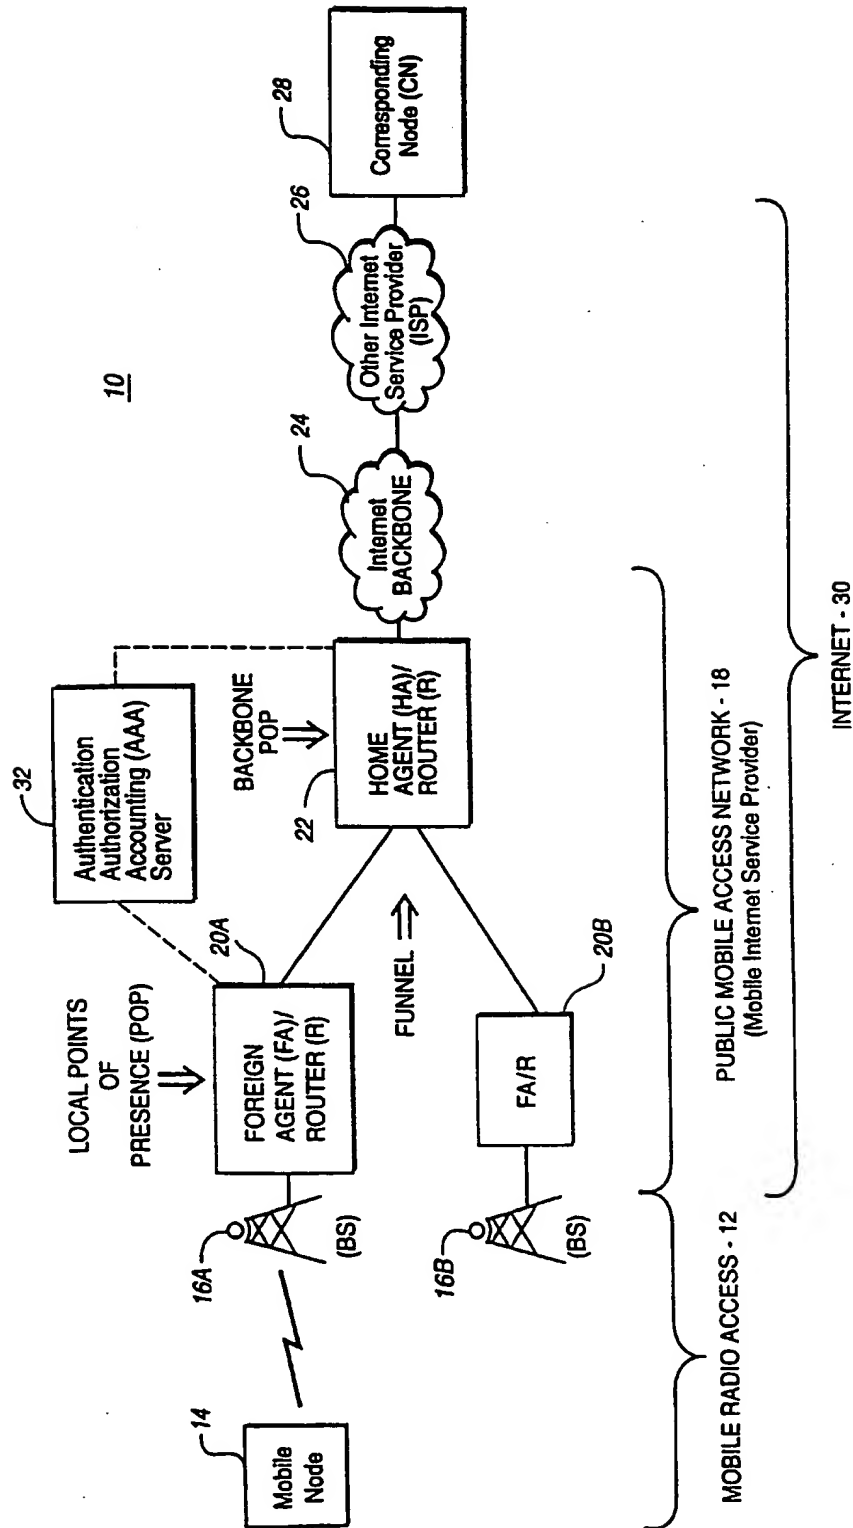 10
14
Mobile
Node
16A
(BS)
16B
(BS)
LOCAL POINTS
OF
PRESENCE (POP)
20A
FOREIGN
AGENT (FA)/
ROUTER (R)
20B
FA/R
FUNNEL
32
Authentication
Authorization
Accounting (AAA)
Server
BACKBONE
POP
22
HOME
AGENT (HA)/
ROUTER (R)
24
Internet
BACKBONE
26
Other Internet
Service Provider
(ISP)
28
Corresponding
Node (CN)
MOBILE RADIO ACCESS - 12
PUBLIC MOBILE ACCESS NETWORK - 18
(Mobile Internet Service Provider)
INTERNET - 30